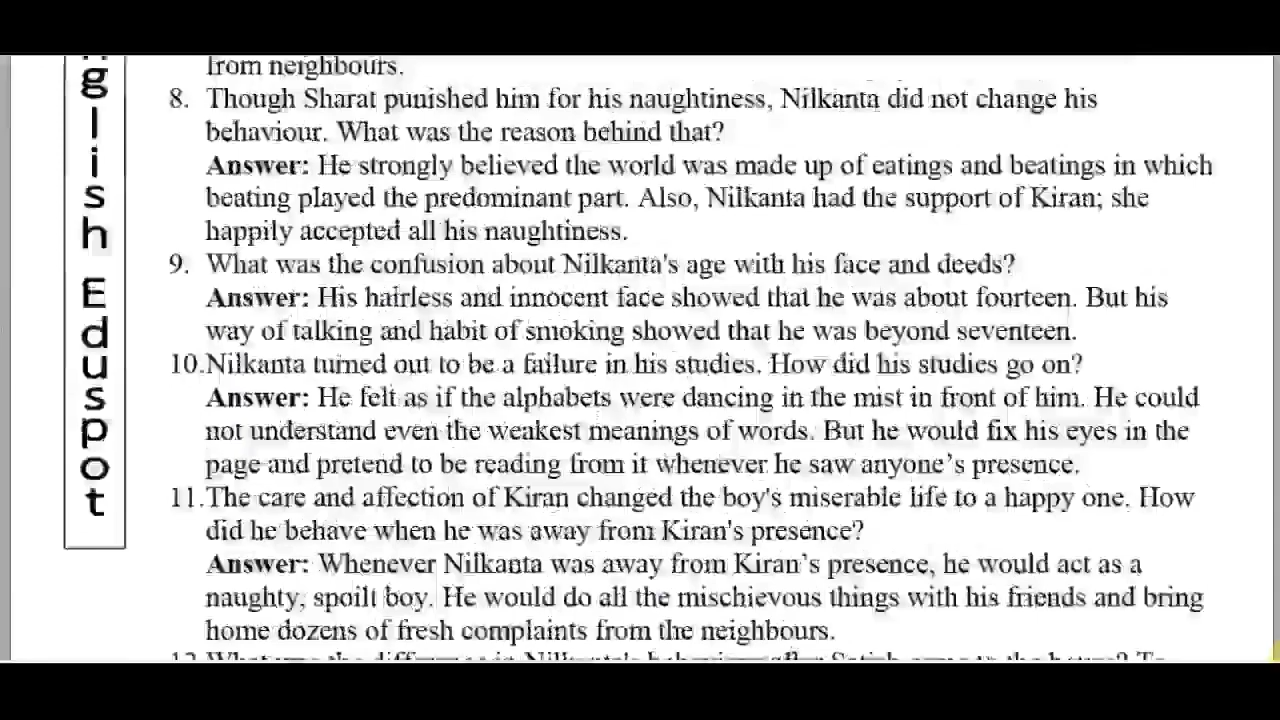 from neighbours.
8. Though Sharat punished him for his naughtiness, Nilkanta did not change his
behaviour. What was the reason behind that?
Answer: He strongly believed the world was made up of eatings and beatings in which
beating played the predominant part. Also, Nilkanta had the support of Kiran; she
happily accepted all his naughtiness.
9. What was the confusion about Nilkanta's age with his face and deeds?
Answer: His hairless and innocent face showed that he was about fourteen. But his
way of talking and habit of smoking showed that he was beyond seventeen.
10. Nilkanta turned out to be a failure in his studies. How did his studies go on?
Answer: He felt as if the alphabets were dancing in the mist in front of him. He could
not understand even the weakest meanings of words. But he would fix his eyes in the
page and pretend to be reading from it whenever he saw anyone’s presence.
11. The care and affection of Kiran changed the boy's miserable life to a happy one. How
did he behave when he was away from Kiran's presence?
Answer: Whenever Nilkanta was away from Kiran’s presence, he would act as a
naughty, spoilt boy. He would do all the mischievous things with his friends and bring
home dozens of fresh complaints from the neighbours.
glish Eduspot